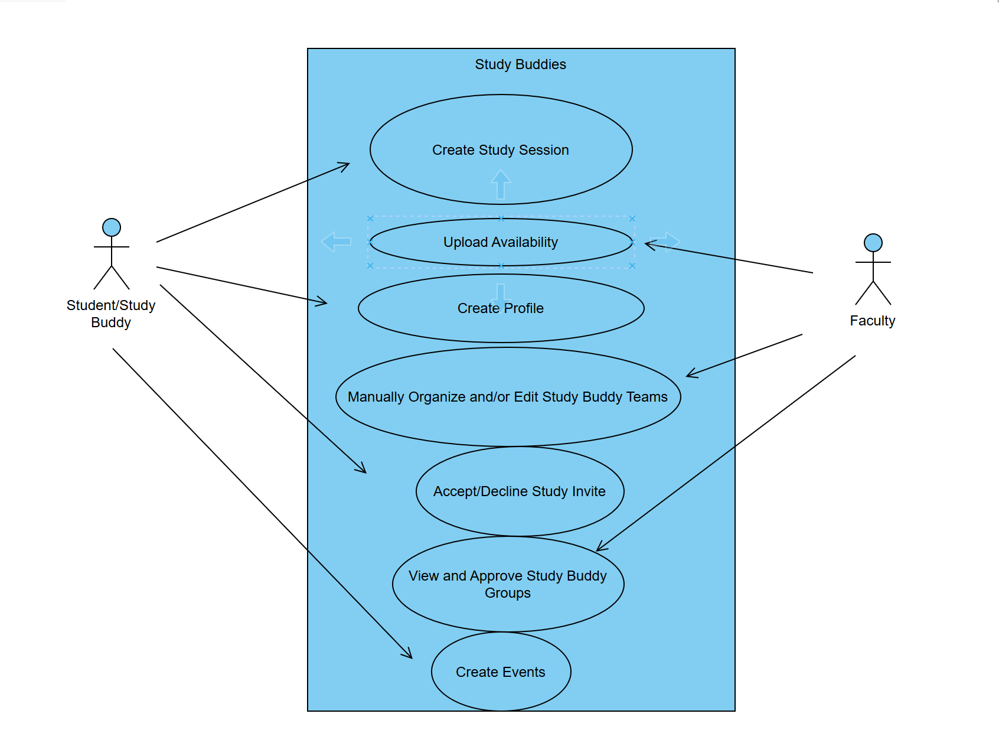 Study Buddies
Create Study Session
Upload Availability
Create Profile
Student/Study
Buddy
Faculty
Manually Organize and/or Edit Study Buddy Teams
Accept/Decline Study Invite
View and Approve Study Buddy
Groups
Create Events